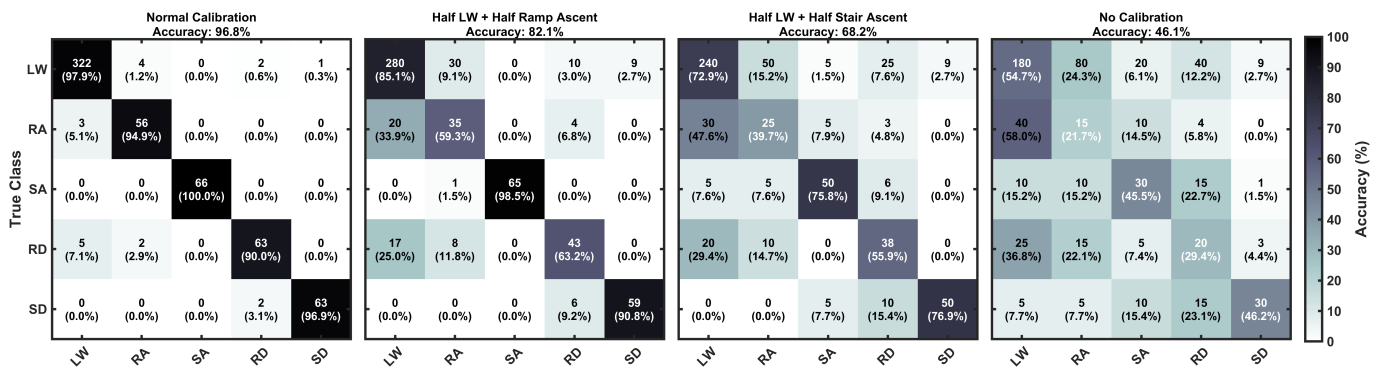 Normal Calibration
Accuracy: 96.8%
Half LW + Half Ramp Ascent
Accuracy: 82.1%
Half LW + Half Stair Ascent
Accuracy: 68.2%
No Calibration
Accuracy: 46.1%
True Class
LW 322 4 0 2 1 280 30 0 10 9 240 50 5 25 9 180 80 20 40 9
(97.9%) (1.2%) (0.0%) (0.6%) (0.3%) (85.1%) (9.1%) (0.0%) (3.0%) (2.7%) (72.9%) (15.2%) (1.5%) (7.6%) (2.7%) (54.7%) (24.3%) (6.1%) (12.2%) (2.7%)
RA 3 56 0 0 0 20 35 0 4 0 30 25 5 3 0 40 15 10 4 0
(5.1%) (94.9%) (0.0%) (0.0%) (0.0%) (33.9%) (59.3%) (0.0%) (6.8%) (0.0%) (47.6%) (39.7%) (7.9%) (4.8%) (0.0%) (58.0%) (21.7%) (14.5%) (5.8%) (0.0%)
SA 0 0 66 0 0 0 1 65 0 0 5 5 50 6 0 10 10 30 15 1
(0.0%) (0.0%) (100.0%) (0.0%) (0.0%) (0.0%) (1.5%) (98.5%) (0.0%) (0.0%) (7.6%) (7.6%) (75.8%) (9.1%) (0.0%) (15.2%) (15.2%) (45.5%) (22.7%) (1.5%)
RD 5 2 0 63 0 17 8 0 43 0 20 10 0 38 0 25 15 5 20 3
(7.1%) (2.9%) (0.0%) (90.0%) (0.0%) (25.0%) (11.8%) (0.0%) (63.2%) (0.0%) (29.4%) (14.7%) (0.0%) (55.9%) (0.0%) (36.8%) (22.1%) (7.4%) (29.4%) (4.4%)
SD 0 0 0 2 63 0 0 0 6 59 0 0 5 10 50 5 5 10 15 30
(0.0%) (0.0%) (0.0%) (3.1%) (96.9%) (0.0%) (0.0%) (0.0%) (9.2%) (90.8%) (0.0%) (0.0%) (7.7%) (15.4%) (76.9%) (7.7%) (7.7%) (15.4%) (23.1%) (46.2%)
LW RA SA RD SD LW RA SA RD SD LW RA SA RD SD LW RA SA RD SD
100
90
80
70
60
50
40
30
20
10
0
Accuracy (%)